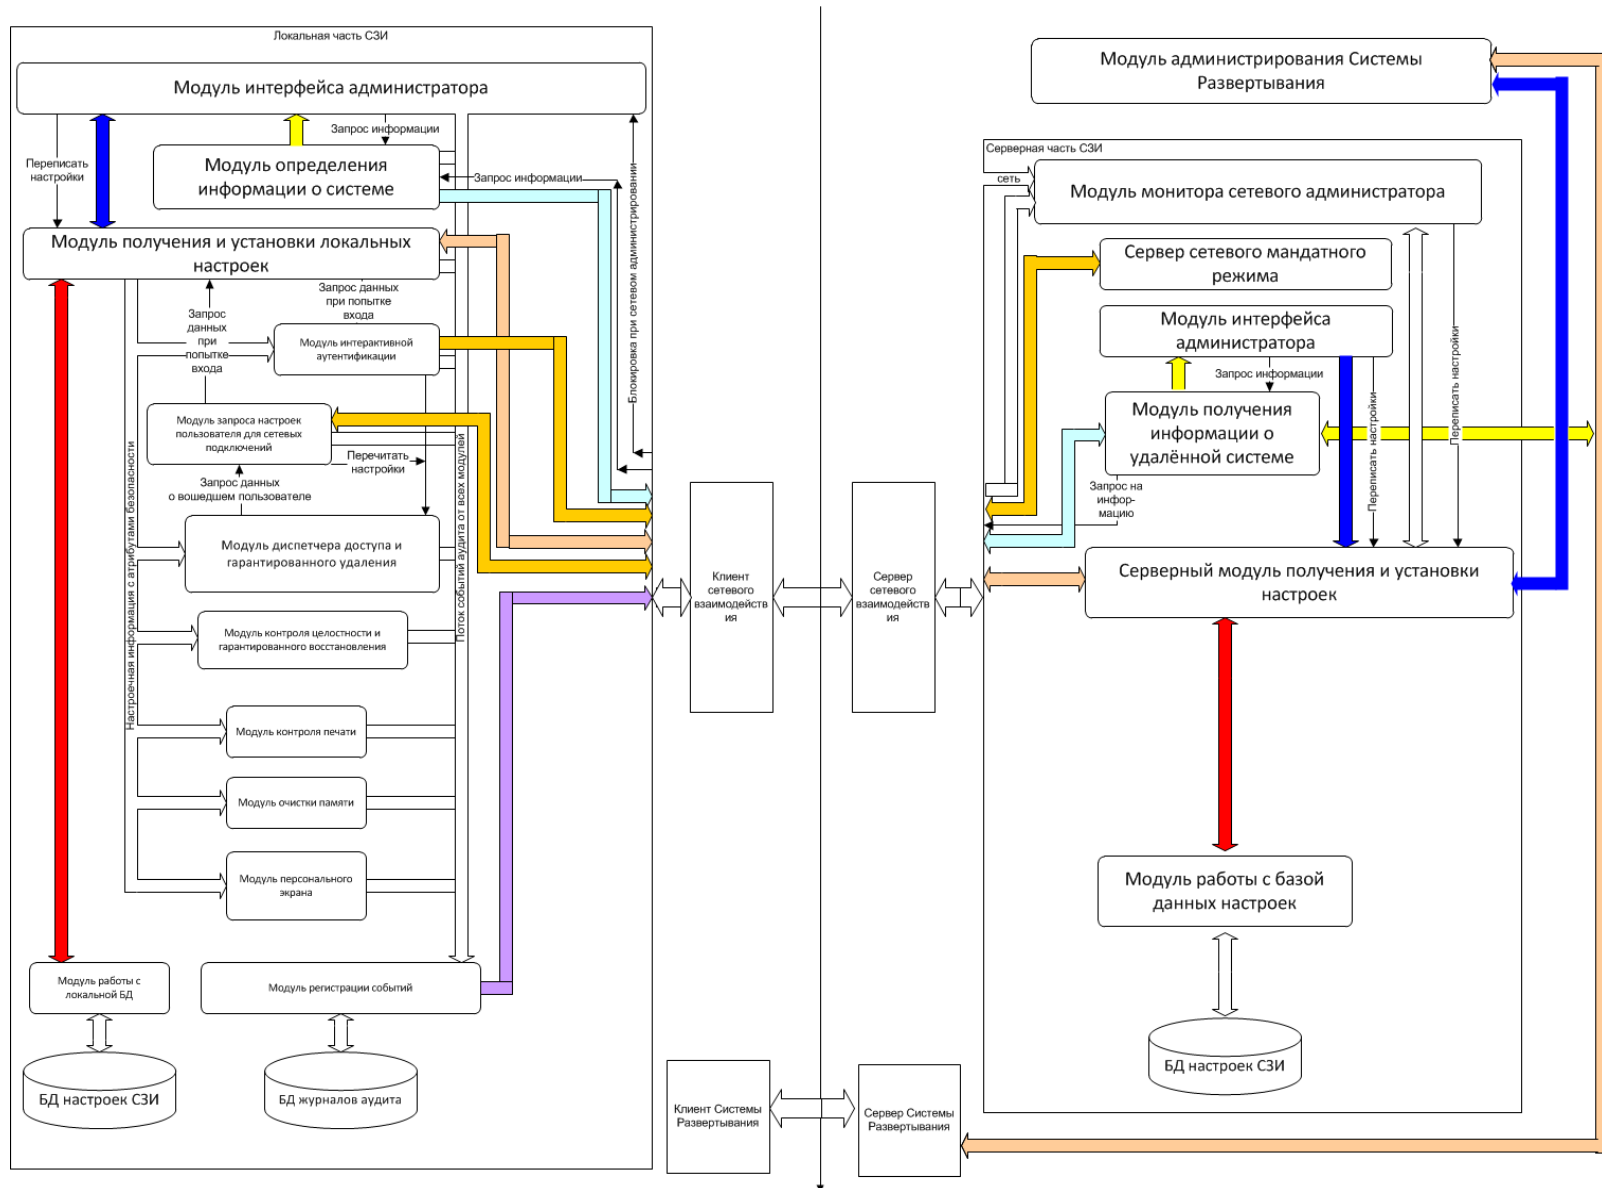 Локальная часть СЗИ
Модуль интерфейса администратора
Запрос информации
Переписать
настройки
Модуль определения
информации о системе
Запрос информации
Блокировка при сетевом администрировании
Модуль получения и установки локальных
настроек
Запрос данных
при попытке
входа
Запрос
данных
при
попытке
входа
Модуль интерактивной
аутентификации
Модуль запроса настроек
пользователя для сетевых
подключений
Перечитать
настройки
Запрос данных
о вошедшем пользователе
Настроечная информация с атрибутами безопасности
Поток событий аудита от всех модулей
Модуль диспетчера доступа и
гарантированного удаления
Модуль контроля целостности и
гарантированного восстановления
Модуль контроля печати
Модуль очистки памяти
Модуль персонального
экрана
Модуль работы с
локальной БД
Модуль регистрации событий
БД настроек СЗИ
БД журналов аудита
Клиент
сетевого
взаимодейств
ия
Сервер
сетевого
взаимодейств
ия
Клиент Системы
Развертывания
Сервер Системы
Развертывания
Модуль администрирования Системы
Развертывания
Серверная часть СЗИ
сеть
Модуль монитора сетевого администратора
Сервер сетевого мандатного
режима
Модуль интерфейса
администратора
Запрос информации
Переписать настройки
Переписать настройки
Модуль получения
информации о
удалённой системе
Запрос на
инфор-
мацию
Серверный модуль получения и установки
настроек
Модуль работы с базой
данных настроек
БД настроек СЗИ